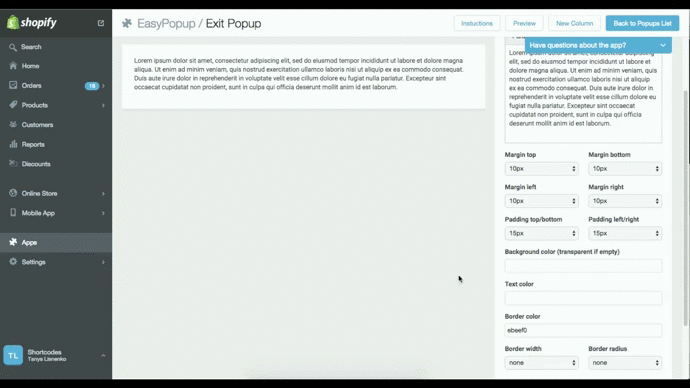 shopify
EasyPopup / Exit Popup
Instuctions
Preview
New Column
Back to Popups List
Search
Home
Orders
18
Products
Customers
Reports
Discounts
Online Store
Mobile App
Apps
Settings
TL
Shortcodes
Tanya Lisnenko
Lorem ipsum dolor sit amet, consectetur adipiscing elit, sed do eiusmod tempor incididunt ut labore et dolore magna
aliqua. Ut enim ad minim veniam, quis nostrud exercitation ullamco laboris nisi ut aliquip ex ea commodo consequat.
Duis aute irure dolor in reprehenderit in voluptate velit esse cillum dolore eu fugiat nulla pariatur. Excepteur sint
occaecat cupidatat non proident, sunt in culpa qui officia deserunt mollit anim id est laborum.
Have questions about the app?
Lorem ipsum dolor sit amet, consectetur
adipiscing elit, sed do eiusmod tempor
incididunt ut labore et dolore magna aliqua.
Ut enim ad minim veniam, quis nostrud
exercitation ullamco laboris nisi ut aliquip ex
ea commodo consequat. Duis aute irure dolor in
reprehenderit in voluptate velit esse cillum dolore eu
fugiat nulla pariatur. Excepteur sint occaecat
cupidatat non proident, sunt in culpa qui officia
deserunt mollit anim id est laborum.
Margin top
Margin bottom
10px
10px
Margin left
Margin right
10px
10px
Padding top/bottom
Padding left/right
15px
15px
Background color (transparent if empty)
Text color
Border color
ebeef0
Border width
Border radius
none
none